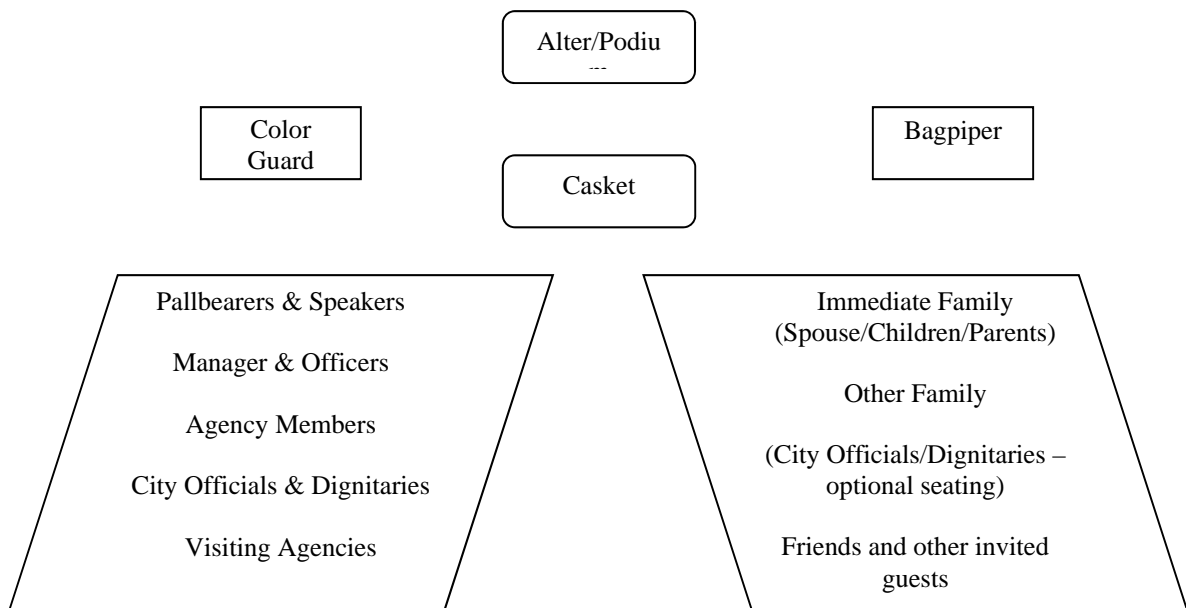 Alter/Podiu
Color
Guard
Bagpiper
Casket
Pallbearers & Speakers
Manager & Officers
Agency Members
City Officials & Dignitaries
Visiting Agencies
Immediate Family
(Spouse/Children/Parents)
Other Family
(City Officials/Dignitaries –
optional seating)
Friends and other invited
guests